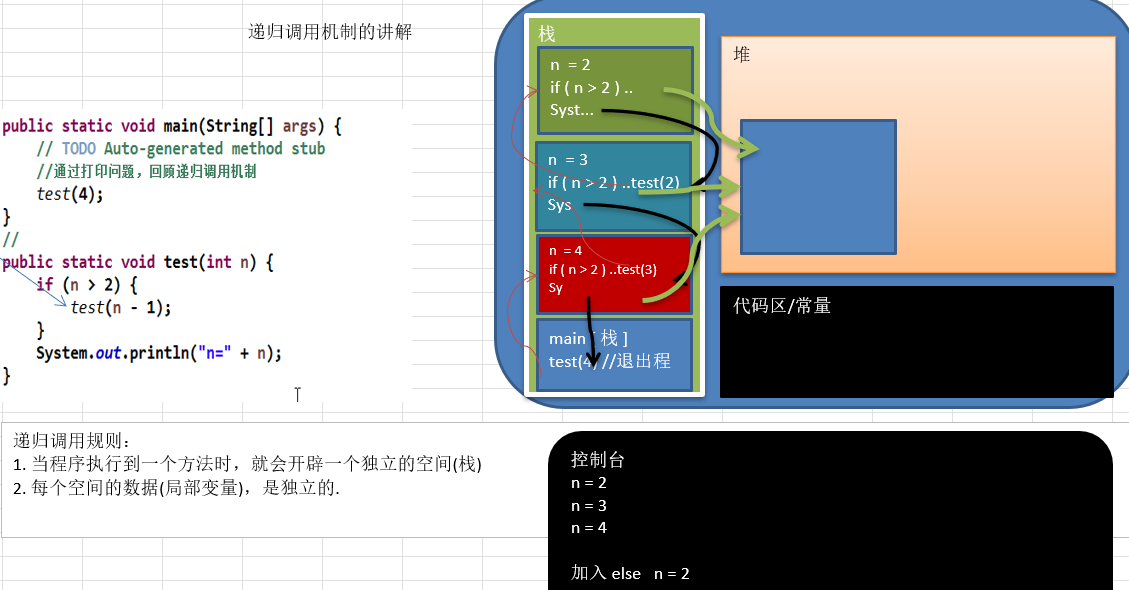 递归调用机制的讲解
public static void main(String[] args) {
// TODO Auto-generated method stub
//通过打印问题，回顾递归调用机制
test(4);
}
//
public static void test(int n) {
if (n > 2) {
test(n - 1);
}
System.out.println("n=" + n);
}
栈
n = 2
if ( n > 2 ) ..
Syst...
n = 3
if ( n > 2 ) ..test(2)
Sys
n = 4
if ( n > 2 ) ..test(3)
Sy
main [ 栈 ]
test(4) //退出程
堆
代码区/常量
递归调用规则：
1. 当程序执行到一个方法时，就会开辟一个独立的空间(栈)
2. 每个空间的数据(局部变量)，是独立的.
控制台
n = 2
n = 3
n = 4
加入 else n = 2